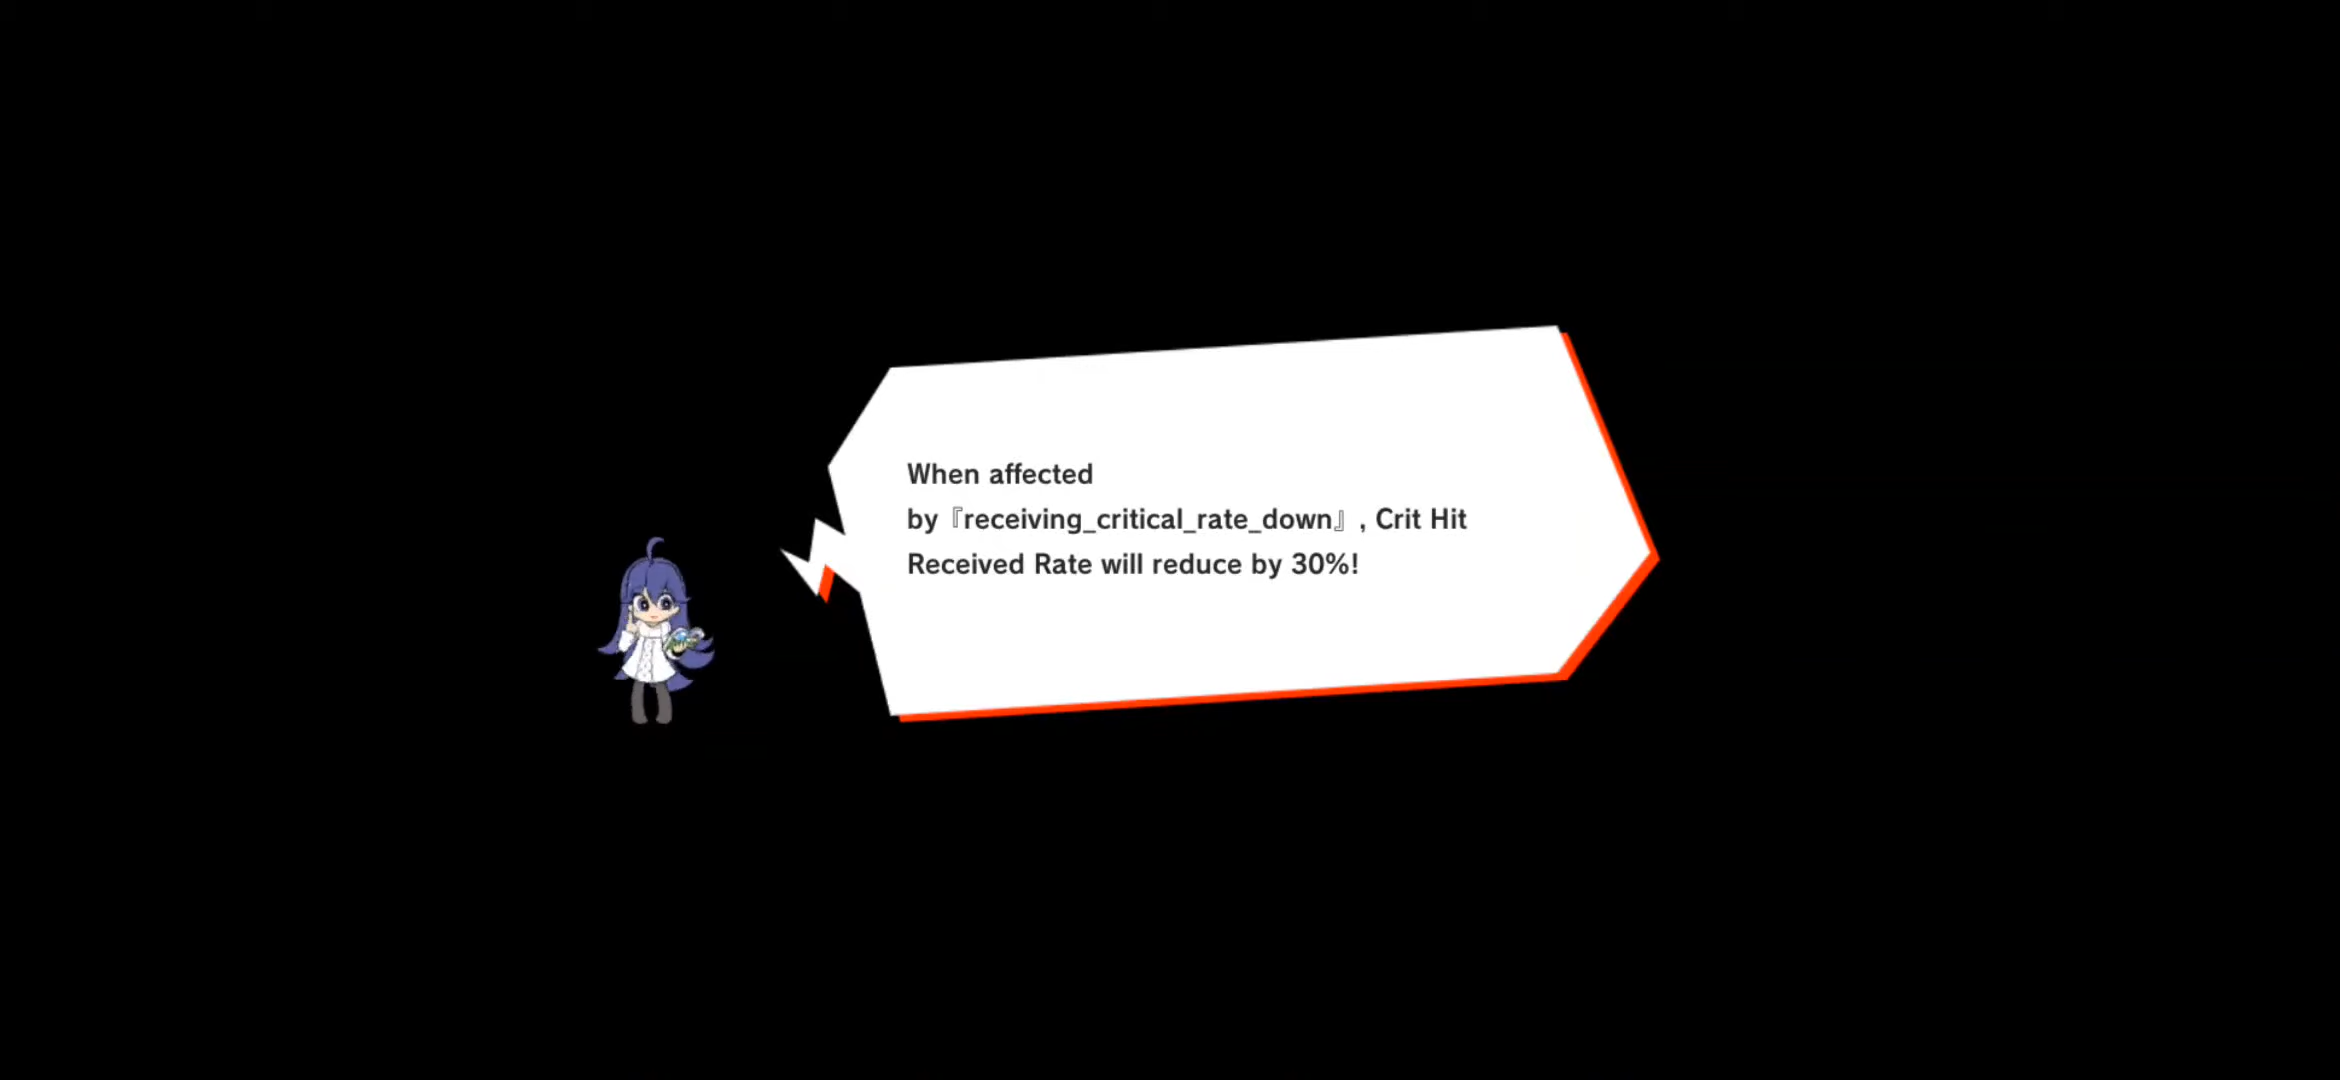 When affected
by『receiving_critical_rate_down』, Crit Hit
Received Rate will reduce by 30%!